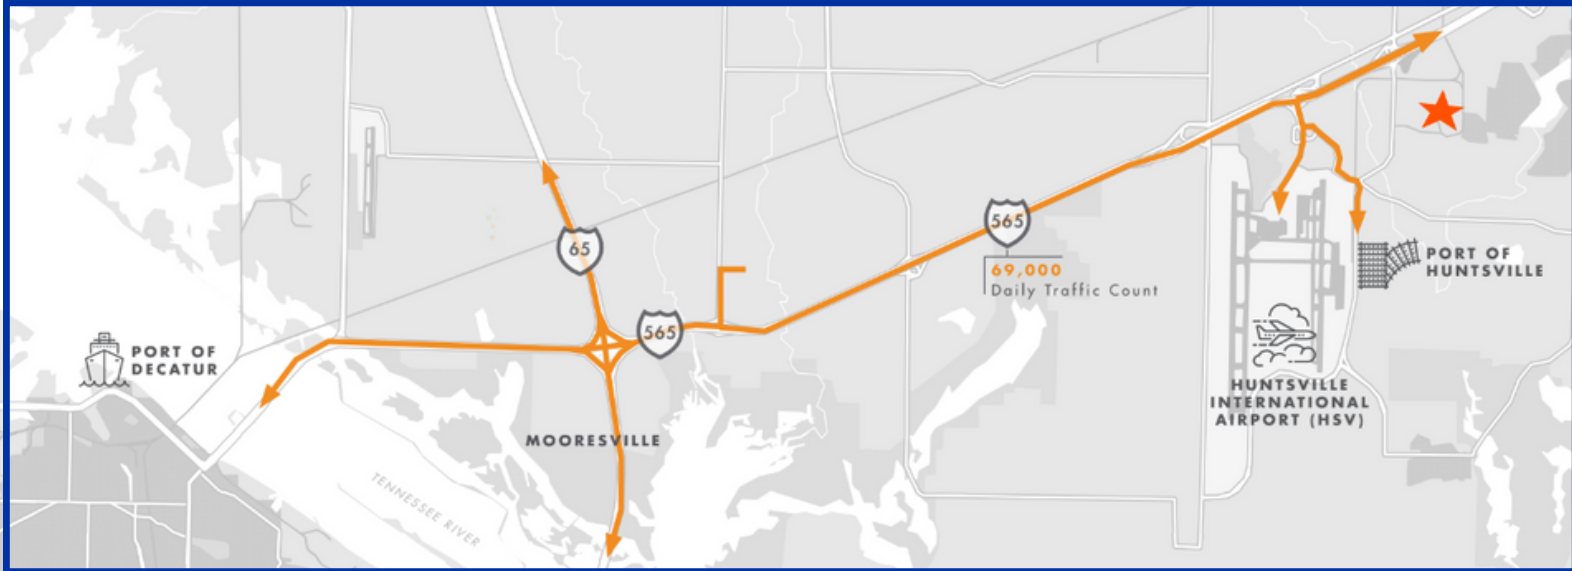 65
565
69,000
Daily Traffic Count
565
PORT OF
DECATUR
MOORESVILLE
TENNESSEE RIVER
PORT OF
HUNTSVILLE
HUNTSVILLE
INTERNATIONAL
AIRPORT (HSV)